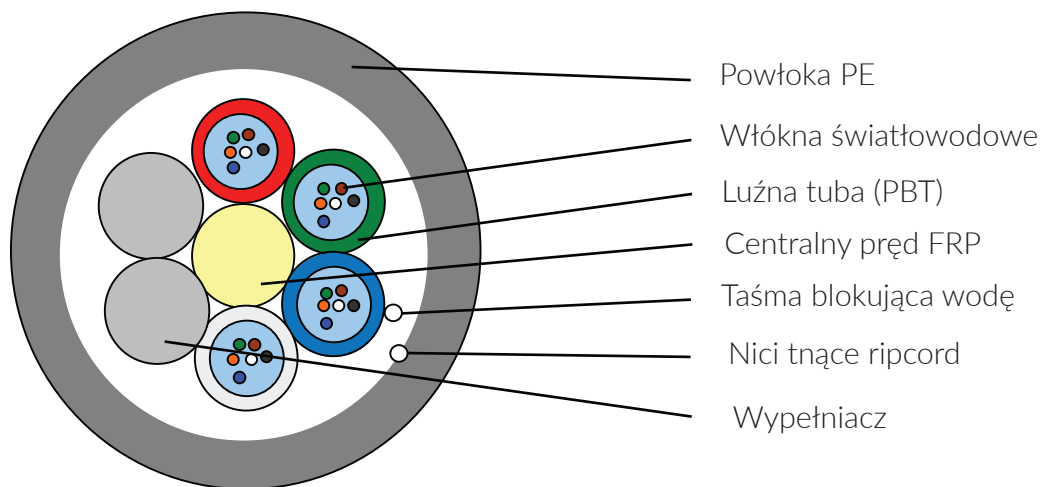 Powłoka PE
Włókna światłowodowe
Luźna tuba (PBT)
Centralny pręd FRP
Taśma blokująca wodę
Nici tnące ripcord
Wypełniacz